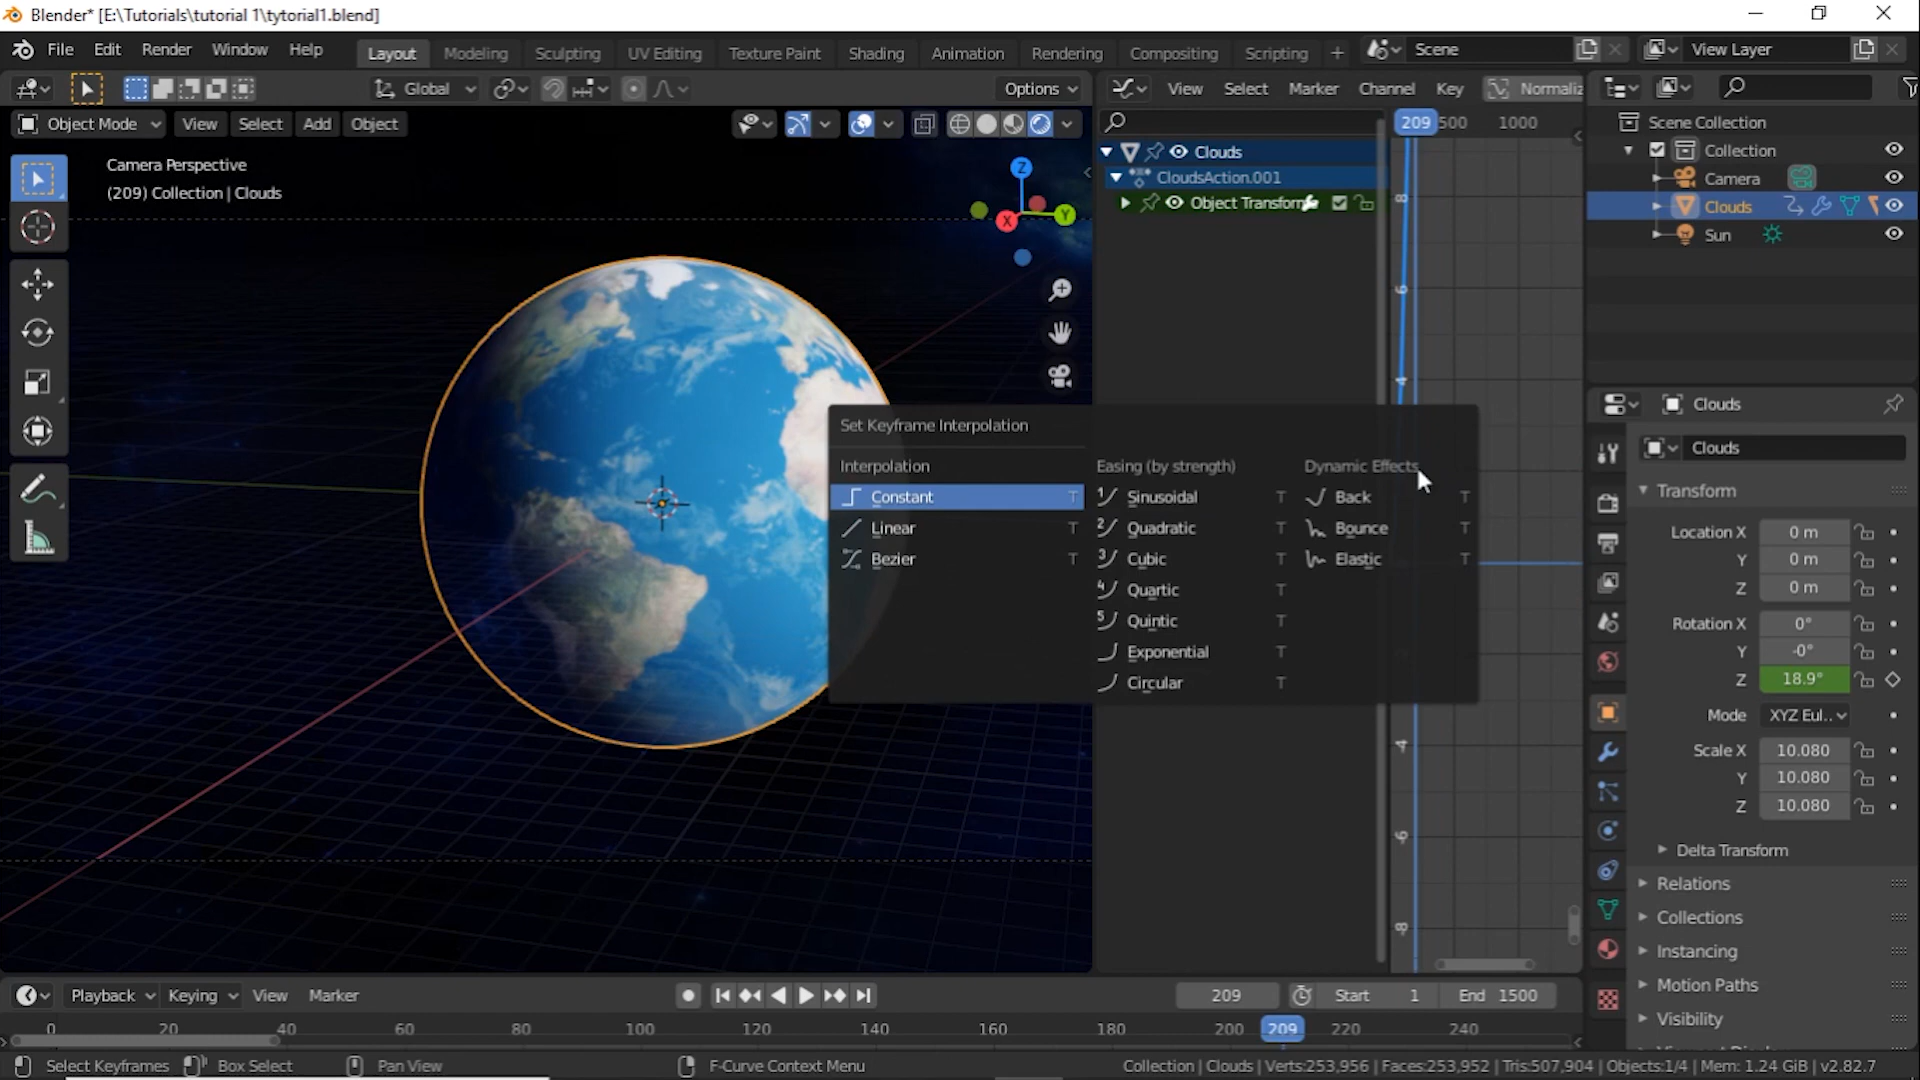 Blender* [E:\Tutorials\tutorial 1\tytorial1.blend]
File Edit Render Window Help Layout Modeling Sculpting UV Editing Texture Paint Shading Animation Rendering Compositing Scripting + Scene View Layer
Global Options View Select Marker Channel Key Normaliz
Object Mode View Select Add Object 209 500 1000
Camera Perspective
(209) Collection | Clouds
Z
Y
X
Clouds
CloudsAction.001
Object Transform
8
6
4
-4
-6
-8
Scene Collection
Collection
Camera
Clouds
Sun
Set Keyframe Interpolation
Interpolation
Constant T
Linear T
Bezier T
Easing (by strength)
Sinusoidal T
Quadratic T
Cubic T
Quartic T
Quintic T
Exponential T
Circular T
Dynamic Effects
Back T
Bounce T
Elastic T
Clouds
Clouds
Transform
Location X 0 m
Y 0 m
Z 0 m
Rotation X 0°
Y -0°
Z 18.9°
Mode XYZ Eul..
Scale X 10.080
Y 10.080
Z 10.080
Delta Transform
Relations
Collections
Instancing
Motion Paths
Visibility
Playback Keying View Marker 209 Start 1 End 1500
0 20 40 60 80 100 120 140 160 180 200 209 220 240
Select Keyframes Box Select Pan View F-Curve Context Menu Collection | Clouds | Verts:253,956 | Faces:253,952 | Tris:507,904 | Objects:1/4 | Mem: 1.24 GiB | v2.82.7